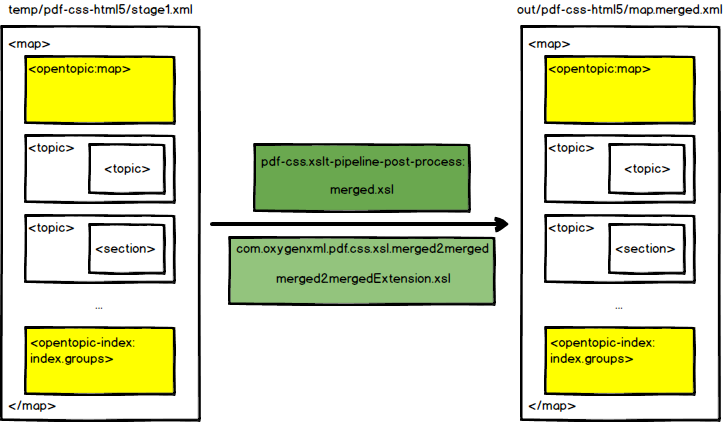 temp/pdf-css-html5/stage1.xml
<map>
<opentopic:map>
<topic>
<topic>
<topic>
<section>
...
<opentopic-index:
index.groups>
</map>
pdf-css.xslt-pipeline-post-process:
merged.xsl
com.oxygenxml.pdf.css.xsl.merged2merged
merged2mergedExtension.xsl
out/pdf-css-html5/map.merged.xml
<map>
<opentopic:map>
<topic>
<topic>
<topic>
<section>
...
<opentopic-index:
index.groups>
</map>